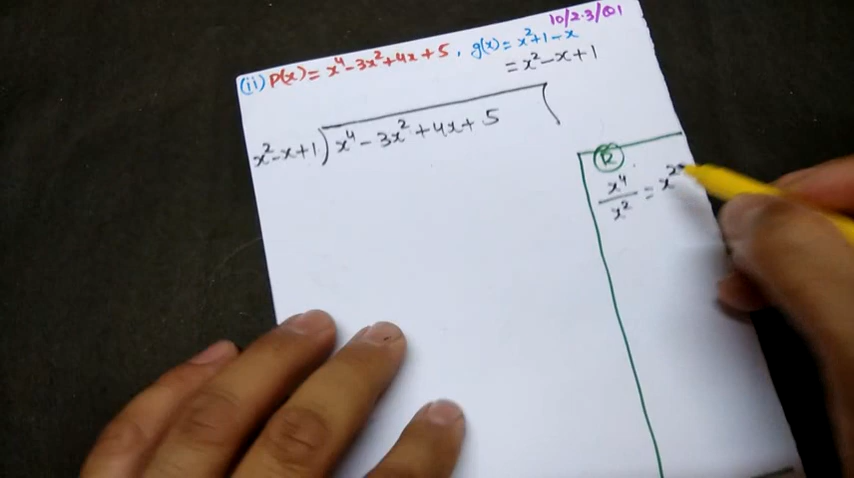 10/2.3/Q1
(ii) P(x) = x⁴ - 3x² + 4x + 5, g(x) = x² + 1 - x
= x² - x + 1
x² - x + 1 ) x⁴ - 3x² + 4x + 5 (
R
x⁴/x² = x²